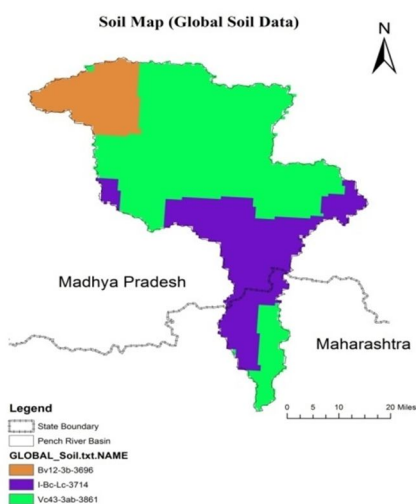 Soil Map (Global Soil Data)
N
Madhya Pradesh
Maharashtra
Legend
State Boundary
Pench River Basin
GLOBAL_Soil.txt.NAME
Bv12-3b-3696
I-Bc-Lc-3714
Vc43-3ab-3861
0 5 10 20 Miles